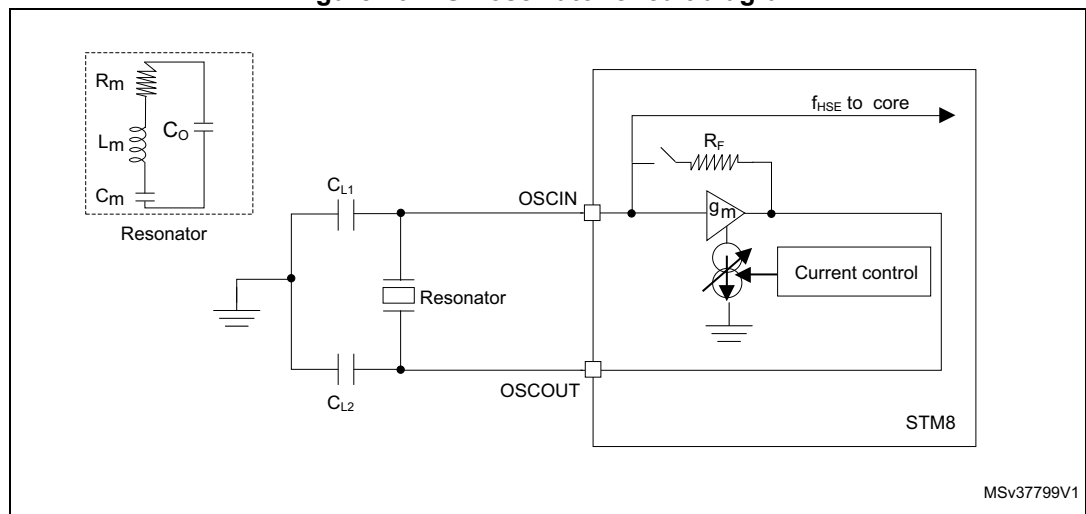 Rm
Lm
Cm
CO
Resonator
CL1
CL2
Resonator
OSCIN
OSCOUT
fHSE to core
RF
gm
Current control
STM8
MSv37799V1